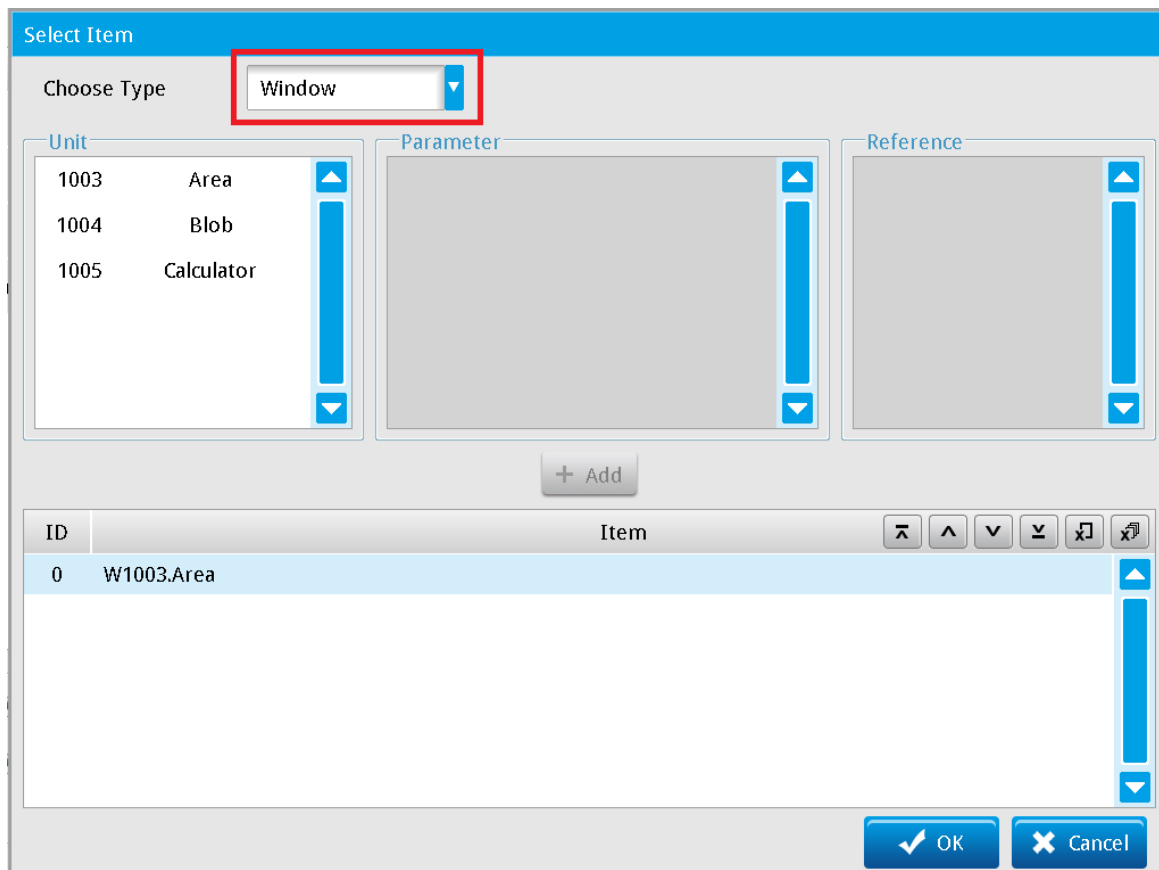 Select Item
Choose Type Window
Unit Parameter Reference
1003 Area
1004 Blob
1005 Calculator
+ Add
ID Item
0 W1003.Area
OK Cancel